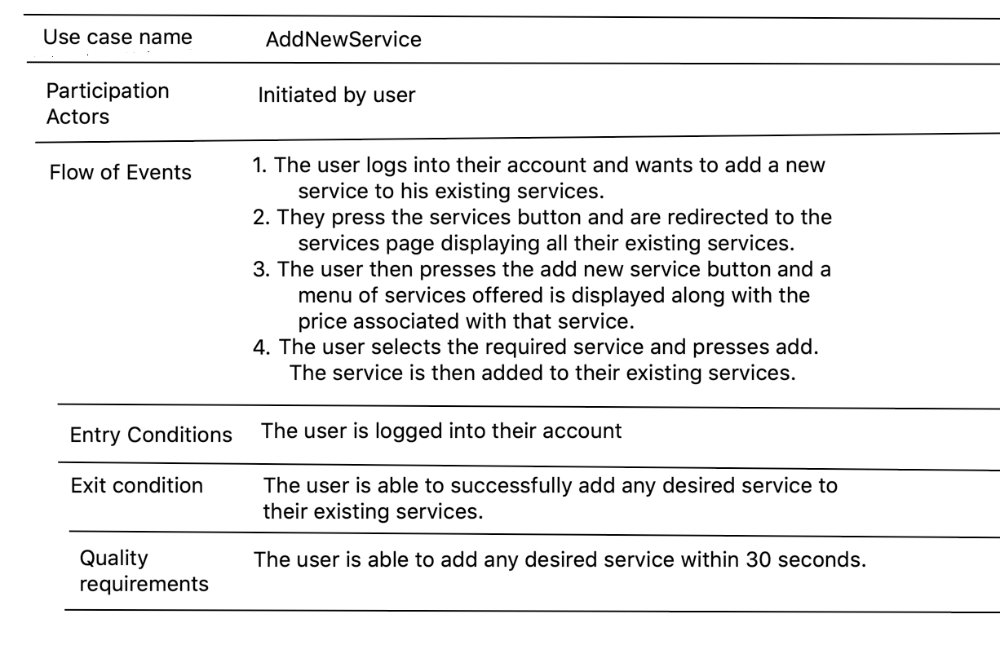 Use case name AddNewService
Participation
Actors
Initiated by user
Flow of Events
1. The user logs into their account and wants to add a new
service to his existing services.
2. They press the services button and are redirected to the
services page displaying all their existing services.
3. The user then presses the add new service button and a
menu of services offered is displayed along with the
price associated with that service.
4. The user selects the required service and presses add.
The service is then added to their existing services.
Entry Conditions The user is logged into their account
Exit condition
The user is able to successfully add any desired service to
their existing services.
Quality
requirements
The user is able to add any desired service within 30 seconds.